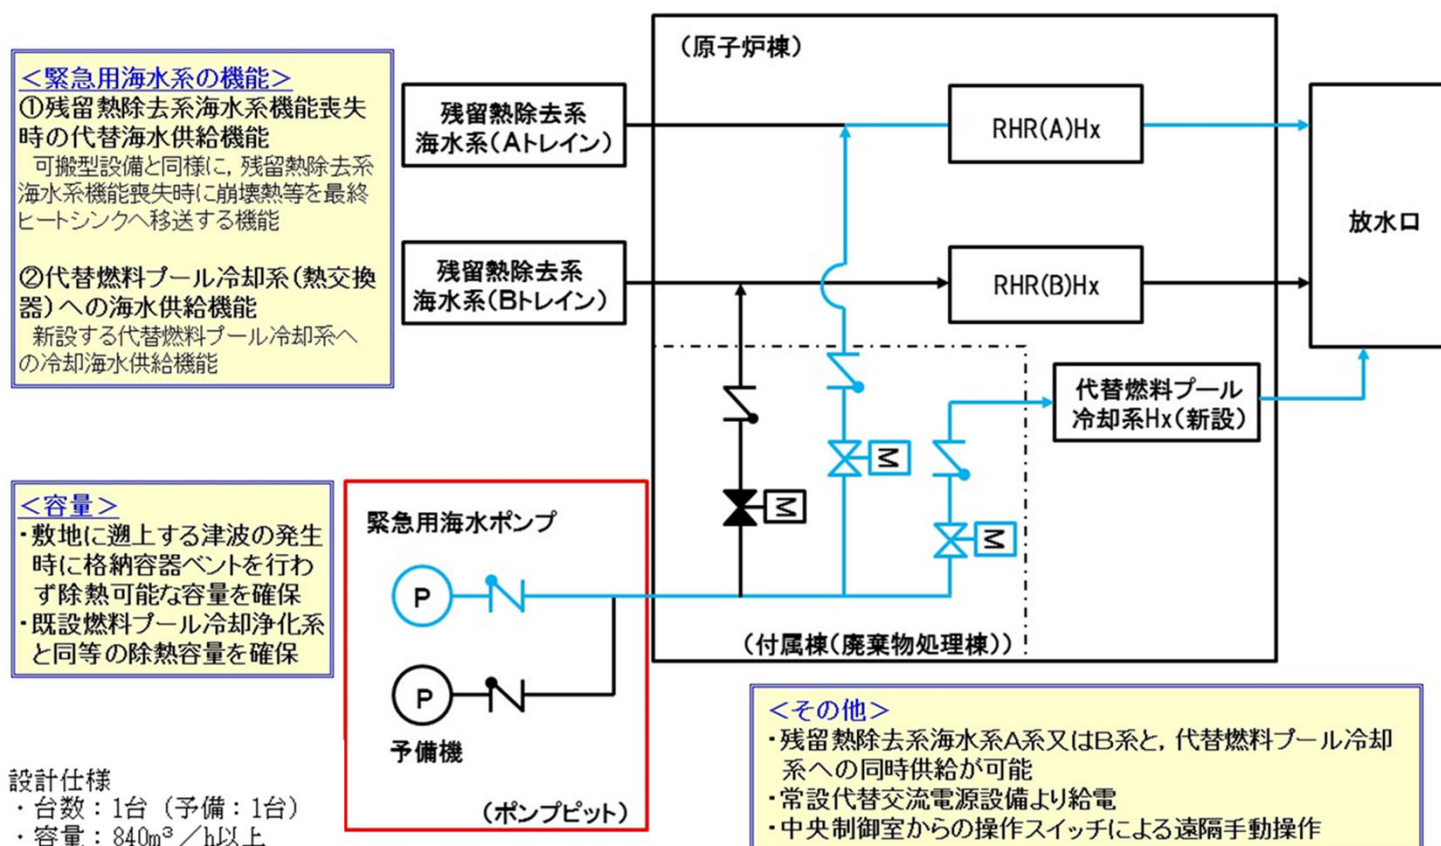 <緊急用海水系の機能>
①残留熱除去系海水系機能喪失
時の代替海水供給機能
可搬型設備と同様に，残留熱除去系
海水系機能喪失時に崩壊熱等を最終
ヒートシンクへ移送する機能
②代替燃料プール冷却系(熱交換
器)への海水供給機能
新設する代替燃料プール冷却系へ
の冷却海水供給機能
<容量>
・敷地に遡上する津波の発生
時に格納容器ベントを行わ
ず除熱可能な容量を確保
・既設燃料プール冷却浄化系
と同等の除熱容量を確保
設計仕様
・台数：1台（予備：1台）
・容量：840m³／h以上
(原子炉棟)
残留熱除去系
海水系(Aトレイン)
RHR(A)Hx
残留熱除去系
海水系(Bトレイン)
RHR(B)Hx
放水口
代替燃料プール
冷却系Hx(新設)
M
M
M
緊急用海水ポンプ
P
P
予備機
(ポンプピット)
(付属棟(廃棄物処理棟))
<その他>
・残留熱除去系海水系A系又はB系と，代替燃料プール冷却
系への同時供給が可能
・常設代替交流電源設備より給電
・中央制御室からの操作スイッチによる遠隔手動操作